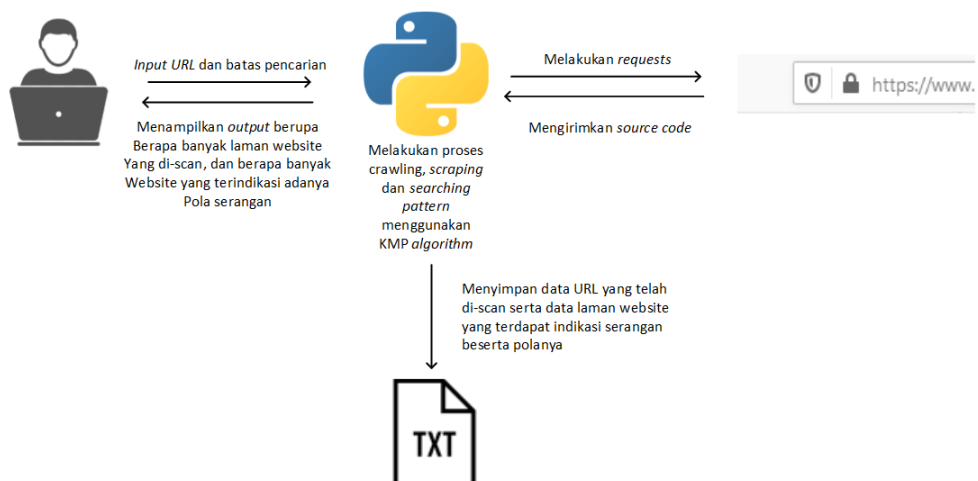 Input URL dan batas pencarian
Menampilkan output berupa
Berapa banyak laman website
Yang di-scan, dan berapa banyak
Website yang terindikasi adanya
Pola serangan
Melakukan proses
crawling, scraping
dan searching
pattern
menggunakan
KMP algorithm
Melakukan requests
Mengirimkan source code
https://www.
Menyimpan data URL yang telah
di-scan serta data laman website
yang terdapat indikasi serangan
beserta polanya
TXT